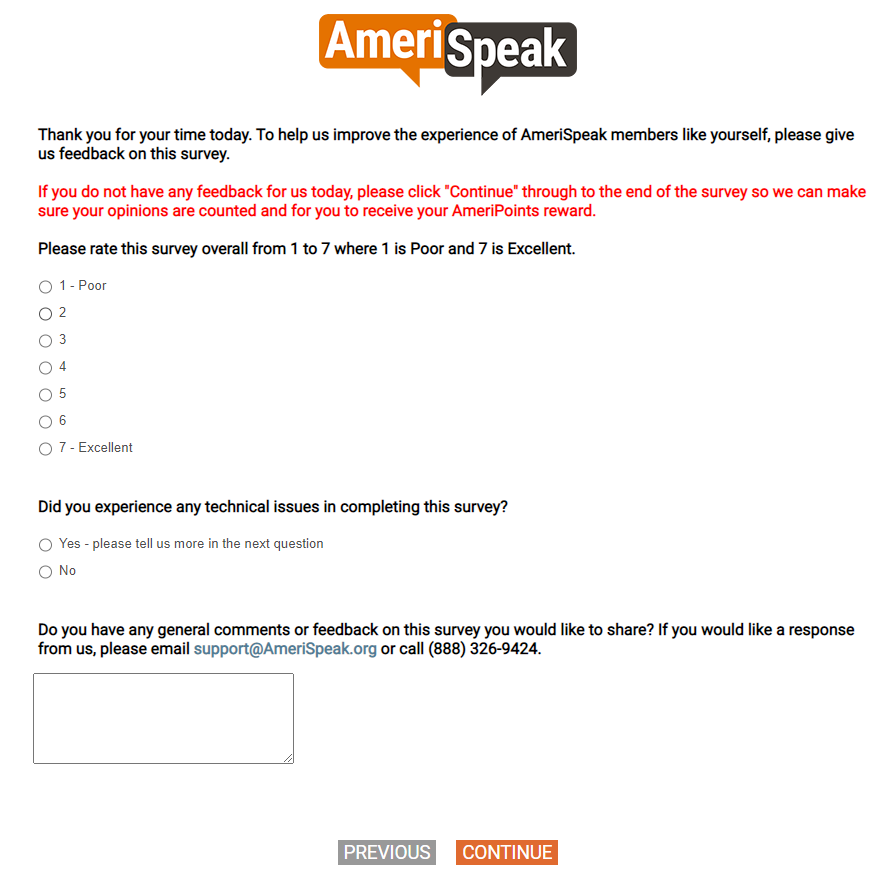 AmeriSpeak
Thank you for your time today. To help us improve the experience of AmeriSpeak members like yourself, please give
us feedback on this survey.
If you do not have any feedback for us today, please click "Continue" through to the end of the survey so we can make
sure your opinions are counted and for you to receive your AmeriPoints reward.
Please rate this survey overall from 1 to 7 where 1 is Poor and 7 is Excellent.
1 - Poor
2
3
4
5
6
7 - Excellent
Did you experience any technical issues in completing this survey?
Yes - please tell us more in the next question
No
Do you have any general comments or feedback on this survey you would like to share? If you would like a response
from us, please email support@AmeriSpeak.org or call (888) 326-9424.
PREVIOUS CONTINUE